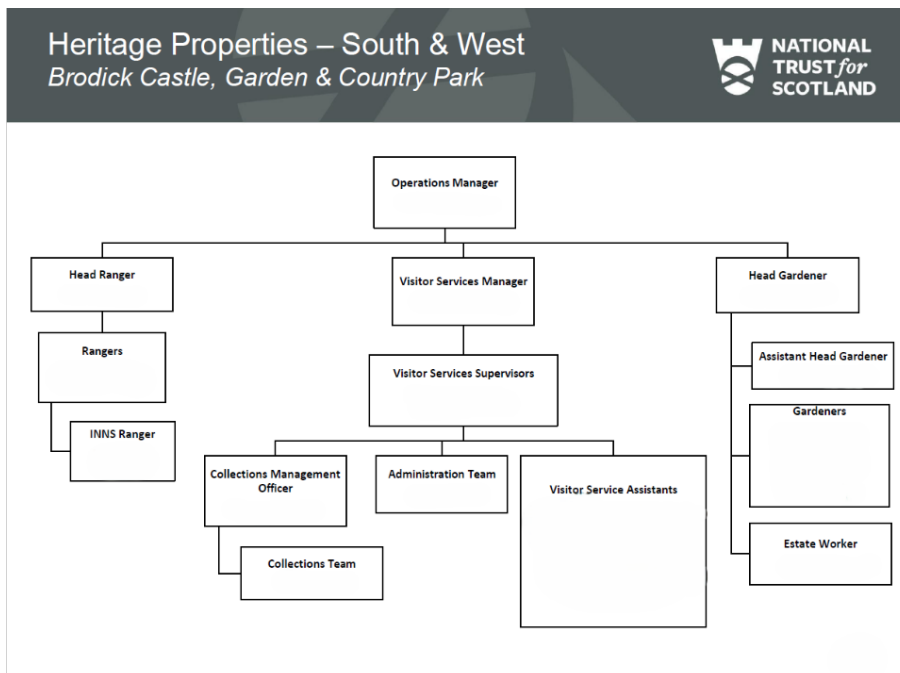 Heritage Properties – South & West
Brodick Castle, Garden & Country Park
NATIONAL
TRUST for
SCOTLAND
Operations Manager
Head Ranger
Visitor Services Manager
Head Gardener
Rangers
Visitor Services Supervisors
Assistant Head Gardener
INNS Ranger
Gardeners
Collections Management
Officer
Administration Team
Visitor Service Assistants
Collections Team
Estate Worker